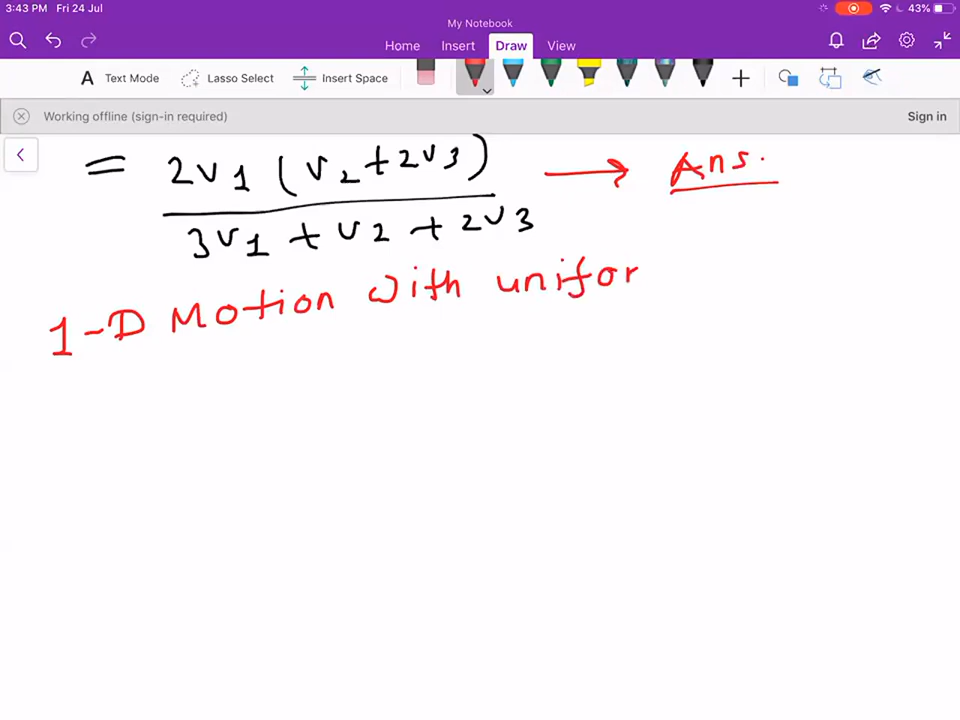 3:43 PM Fri 24 Jul
43%
My Notebook
Home Insert Draw View
A Text Mode Lasso Select Insert Space
Working offline (sign-in required) Sign in
= 2v1 (v2+2v3) → Ans.
3v1 + v2 + 2v3
1-D Motion with unifor